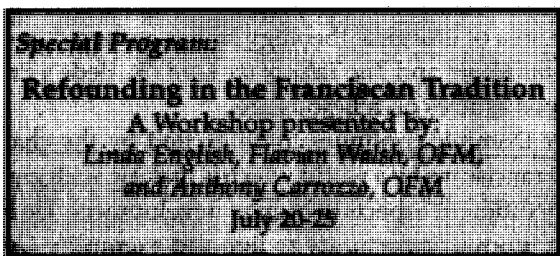 Special Program:
Refounding in the Franciscan Tradition
A Workshop presented by:
Linda English, Flavian Walsh, OFM,
and Anthony Carrozzo, OFM
July 20-25